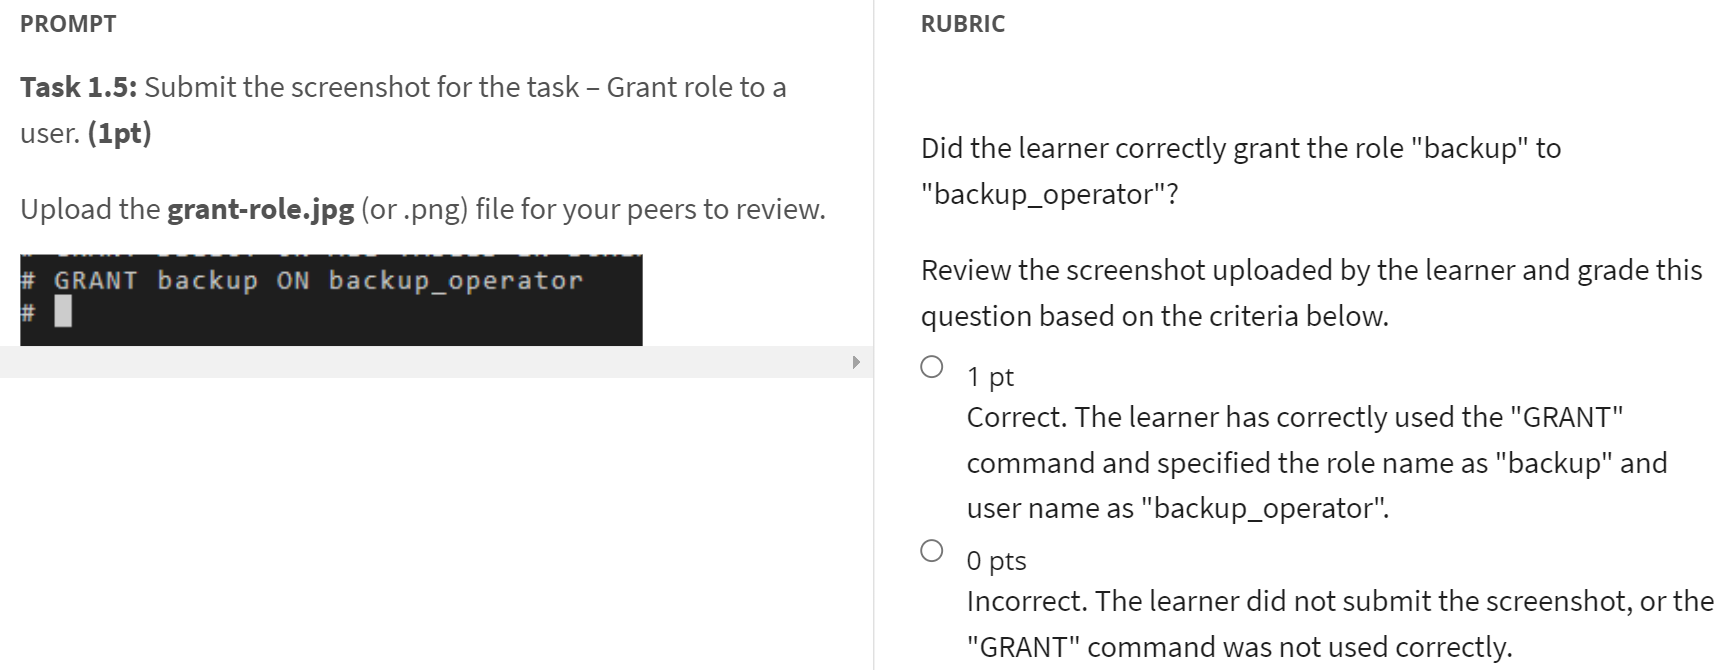 PROMPT
Task 1.5: Submit the screenshot for the task – Grant role to a
user. (1pt)
Upload the grant-role.jpg (or .png) file for your peers to review.
# GRANT backup ON backup_operator
#
RUBRIC
Did the learner correctly grant the role "backup" to
"backup_operator"?
Review the screenshot uploaded by the learner and grade this
question based on the criteria below.
1 pt
Correct. The learner has correctly used the "GRANT"
command and specified the role name as "backup" and
user name as "backup_operator".
0 pts
Incorrect. The learner did not submit the screenshot, or the
"GRANT" command was not used correctly.